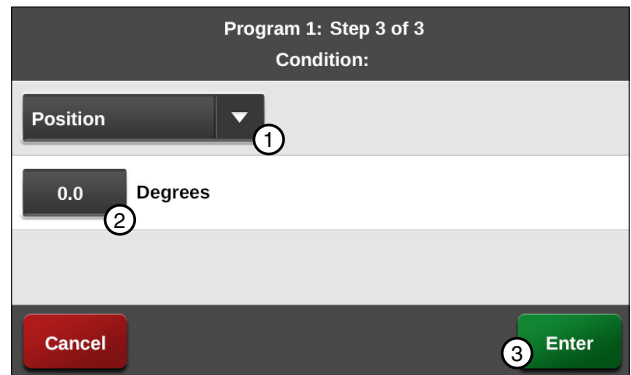 Program 1: Step 3 of 3
Condition:
Position
1
0.0 Degrees
2
Cancel
3 Enter